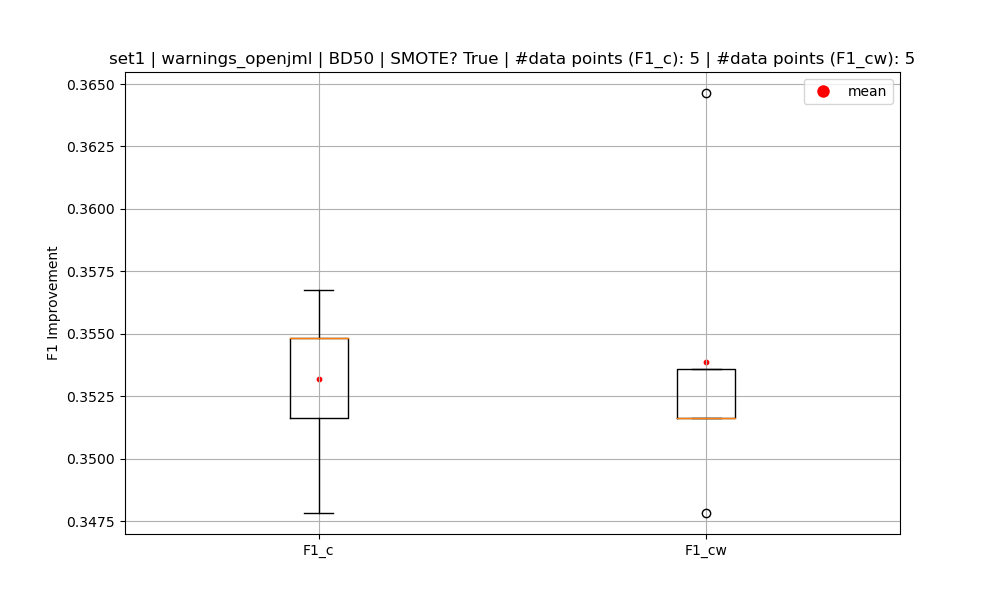 set1 | warnings_openjml | BD50 | SMOTE? True | #data points (F1_c): 5 | #data points (F1_cw): 5
mean
F1 Improvement
0.3650
0.3625
0.3600
0.3575
0.3550
0.3525
0.3500
0.3475
F1_c
F1_cw